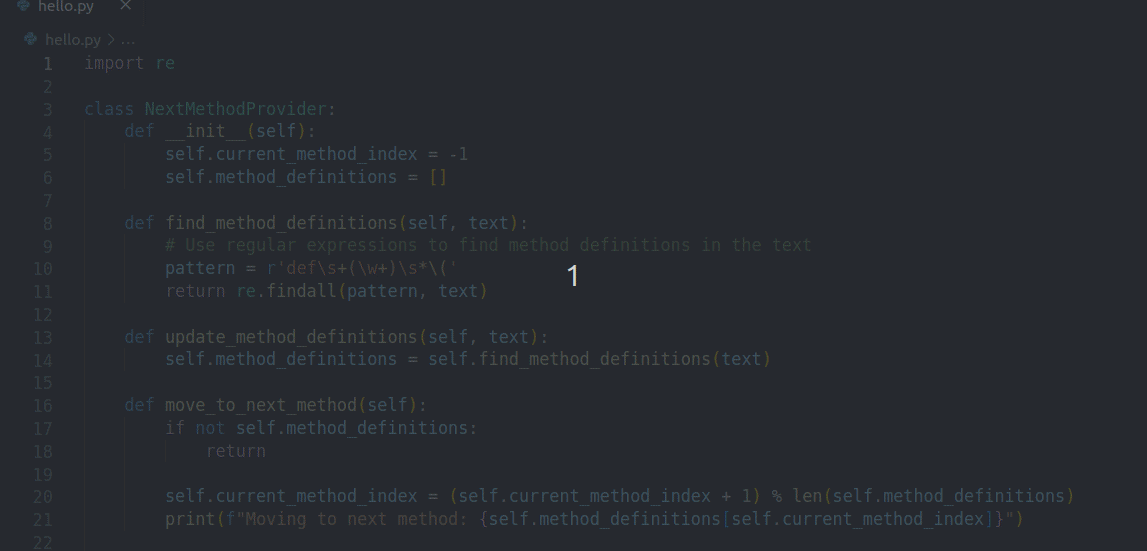 hello.py ×
hello.py > ...
1 import re
2
3 class NextMethodProvider:
4     def __init__(self):
5         self.current_method_index = -1
6         self.method_definitions = []
7
8     def find_method_definitions(self, text):
9         # Use regular expressions to find method definitions in the text
10         pattern = r'def\s+(\w+)\s*\('
1
11         return re.findall(pattern, text)
12
13     def update_method_definitions(self, text):
14         self.method_definitions = self.find_method_definitions(text)
15
16     def move_to_next_method(self):
17         if not self.method_definitions:
18             return
19
20         self.current_method_index = (self.current_method_index + 1) % len(self.method_definitions)
21         print(f"Moving to next method: {self.method_definitions[self.current_method_index]}")
22